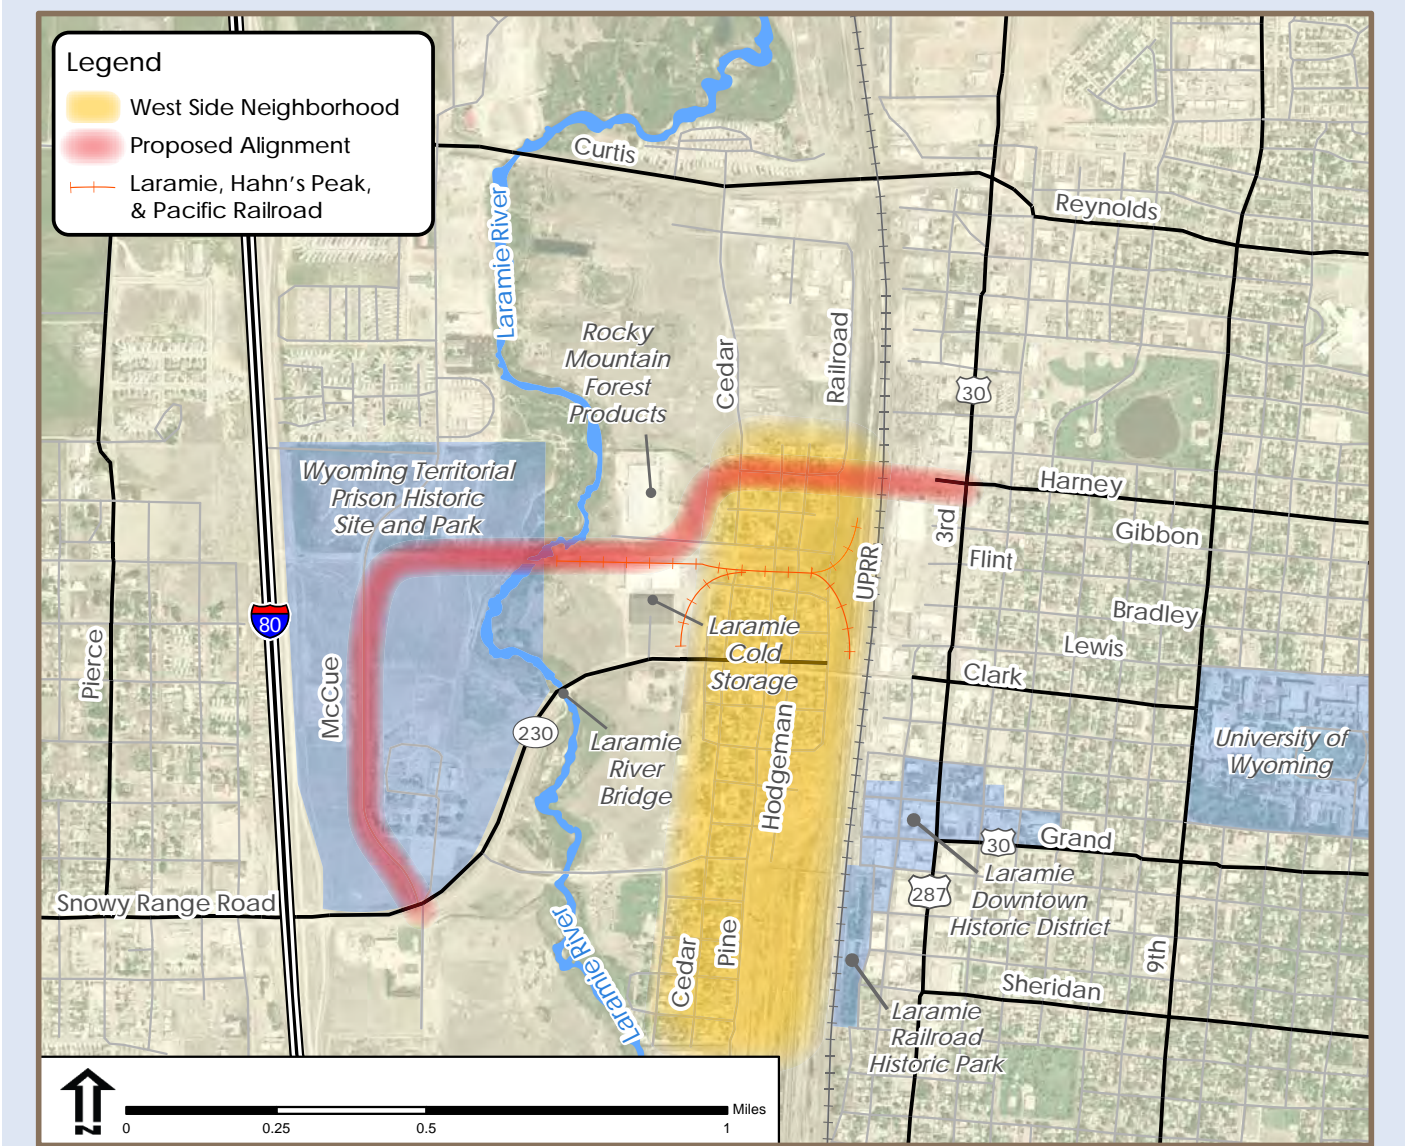 Legend
West Side Neighborhood
Proposed Alignment
Laramie, Hahn's Peak,
& Pacific Railroad
Curtis
Reynolds
Laramie River
Rocky
Mountain
Forest
Products
Cedar
Railroad
30
Wyoming Territorial
Prison Historic
Site and Park
Harney
3rd
Gibbon
Flint
UPRR
Bradley
Lewis
80
Pierce
McCue
Laramie
Cold
Storage
Clark
230
Laramie
River
Bridge
Hodgeman
University of
Wyoming
30
Grand
287
Laramie
Downtown
Historic District
Snowy Range Road
Laramie River
Cedar
Pine
9th
Sheridan
Laramie
Railroad
Historic Park
N
Miles
0
0.25
0.5
1